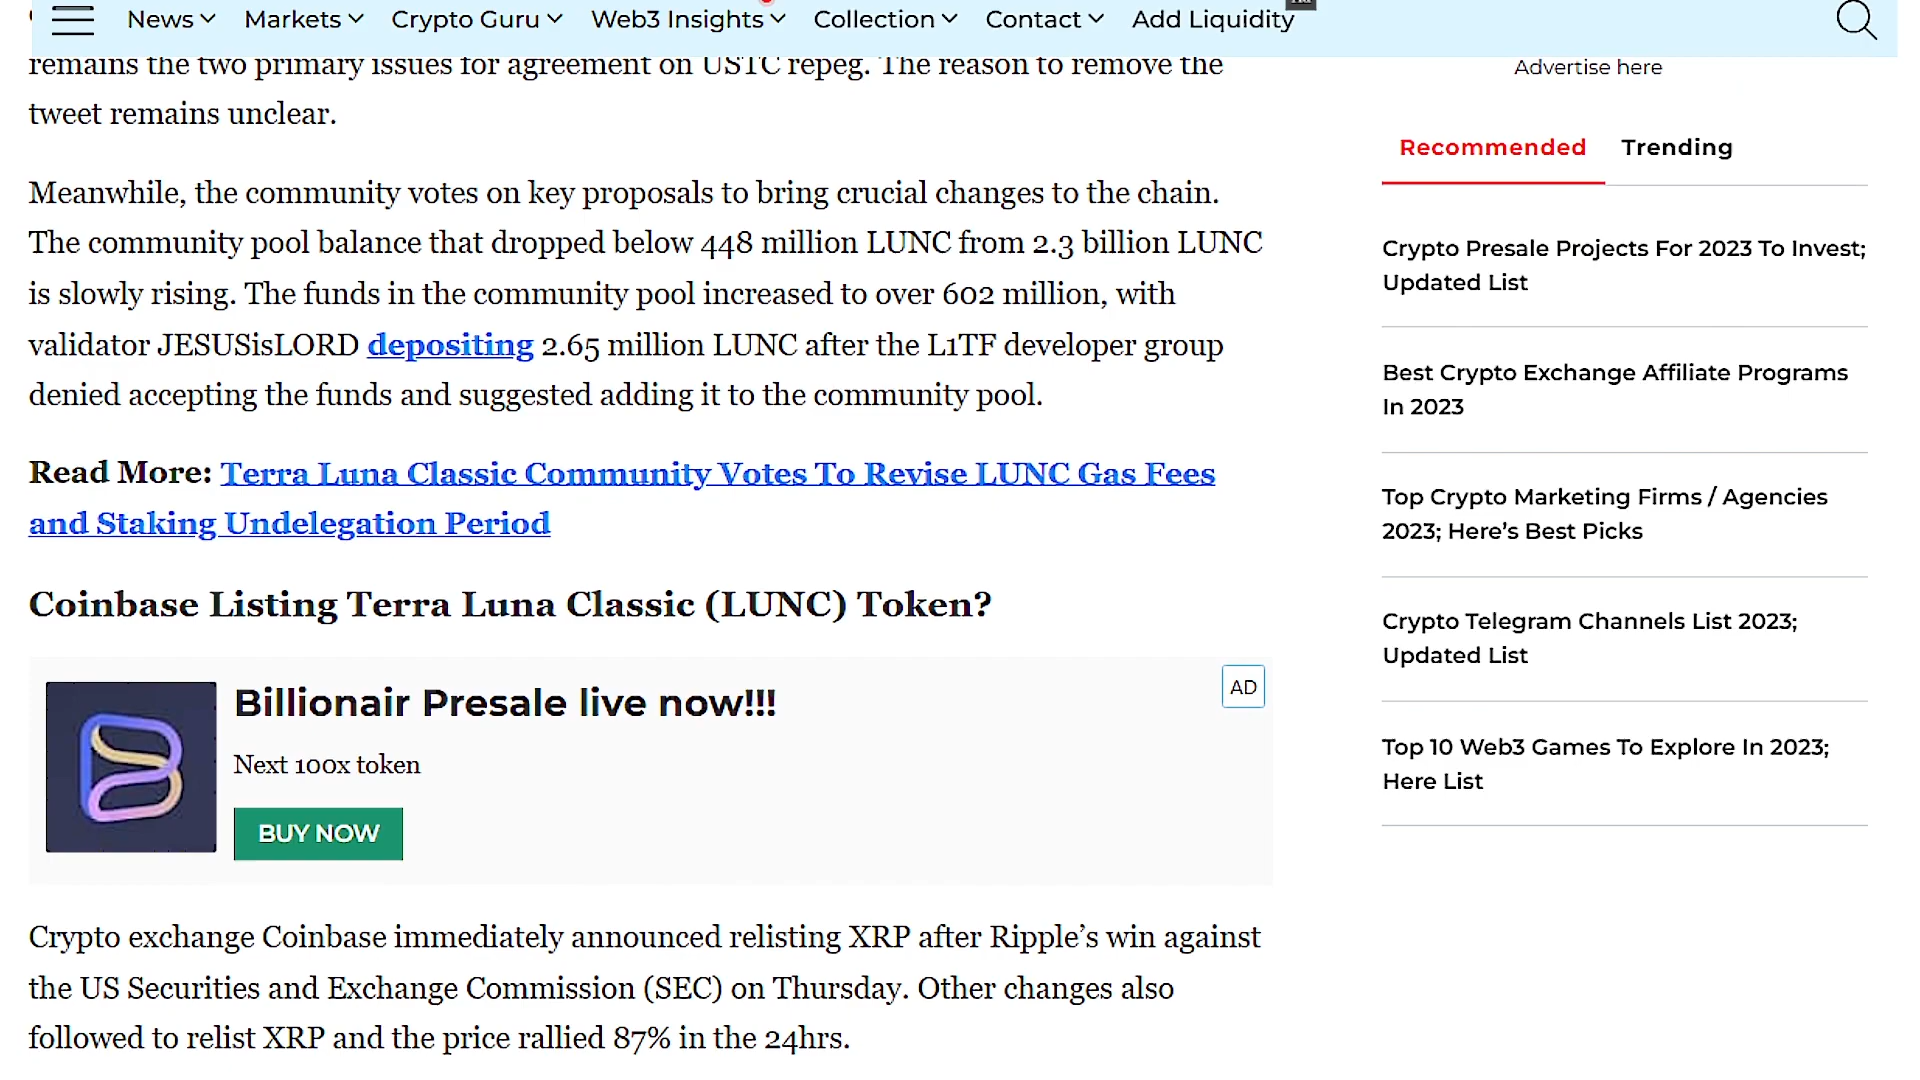 News Markets Crypto Guru Web3 Insights Collection Contact Add Liquidity
remains the two primary issues for agreement on USTC repeg. The reason to remove the
tweet remains unclear.
Meanwhile, the community votes on key proposals to bring crucial changes to the chain.
The community pool balance that dropped below 448 million LUNC from 2.3 billion LUNC
is slowly rising. The funds in the community pool increased to over 602 million, with
validator JESUSisLORD depositing 2.65 million LUNC after the L1TF developer group
denied accepting the funds and suggested adding it to the community pool.
Read More: Terra Luna Classic Community Votes To Revise LUNC Gas Fees
and Staking Undelegation Period
Coinbase Listing Terra Luna Classic (LUNC) Token?
Billionair Presale live now!!!
AD
Next 100x token
BUY NOW
Crypto exchange Coinbase immediately announced relisting XRP after Ripple’s win against
the US Securities and Exchange Commission (SEC) on Thursday. Other changes also
followed to relist XRP and the price rallied 87% in the 24hrs.
Advertise here
Recommended Trending
Crypto Presale Projects For 2023 To Invest;
Updated List
Best Crypto Exchange Affiliate Programs
In 2023
Top Crypto Marketing Firms / Agencies
2023; Here’s Best Picks
Crypto Telegram Channels List 2023;
Updated List
Top 10 Web3 Games To Explore In 2023;
Here List